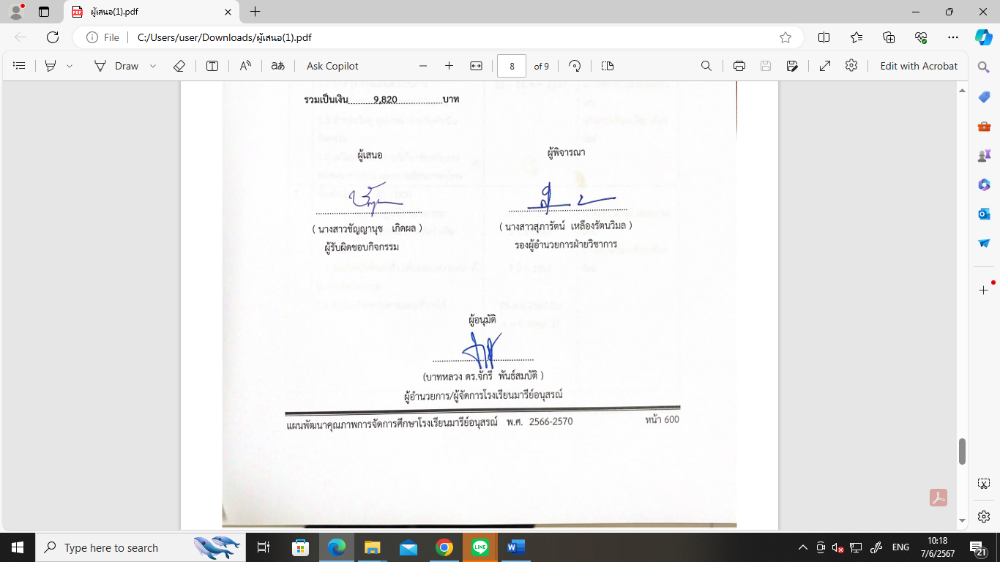 ผู้เสนอ(1).pdf
File C:/Users/user/Downloads/ผู้เสนอ(1).pdf
Draw Ask Copilot 8 of 9 Edit with Acrobat
รวมเป็นเงิน 9,820 บาท
ผู้เสนอ ผู้พิจารณา
( นางสาวชัญญานุช เกิดผล ) ( นางสาวสุภารัตน์ เหลืองรัตนวิมล )
ผู้รับผิดชอบกิจกรรม รองผู้อำนวยการฝ่ายวิชาการ
ผู้อนุมัติ
(บาทหลวง ดร.จักรี พันธ์สมบัติ )
ผู้อำนวยการ/ผู้จัดการโรงเรียนมารีย์อนุสรณ์
แผนพัฒนาคุณภาพการจัดการศึกษาโรงเรียนมารีย์อนุสรณ์ พ.ศ. 2566-2570 หน้า 600
Type here to search ENG 10:18
7/6/2567 21